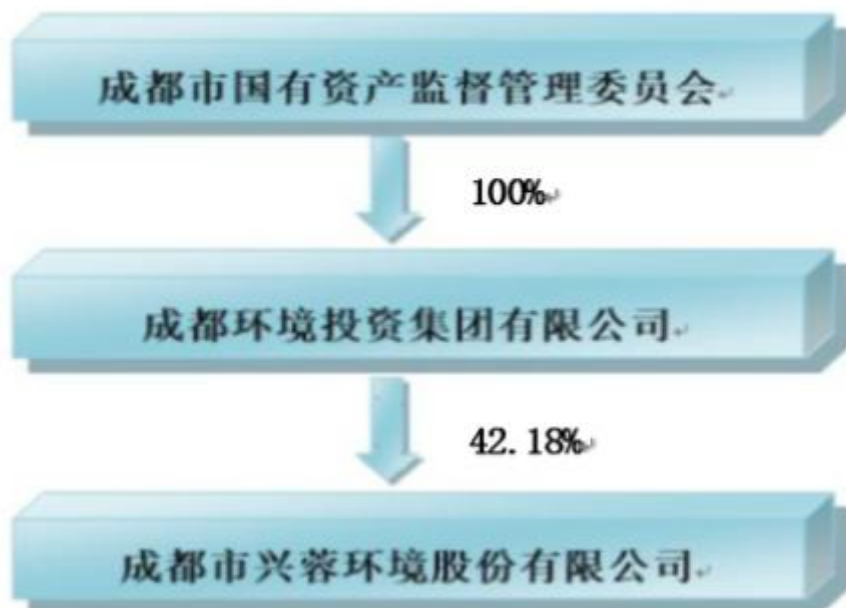 成都市国有资产监督管理委员会
100%
成都环境投资集团有限公司
42.18%
成都市兴蓉环境股份有限公司